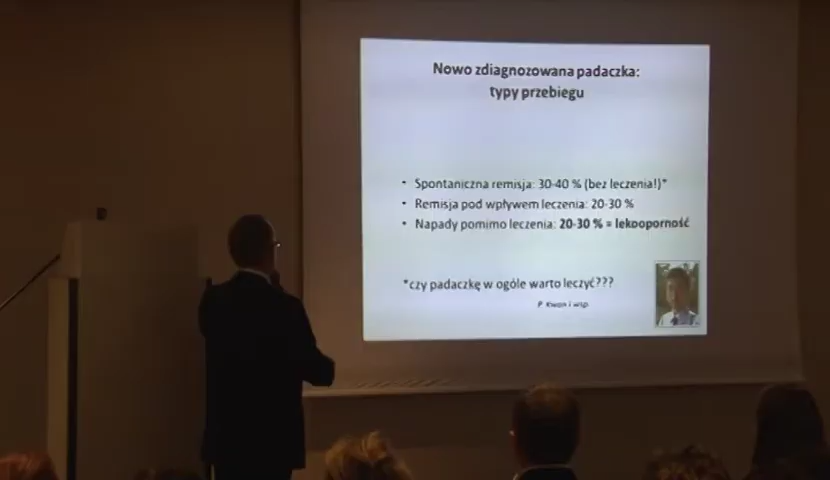 Nowo zdiagnozowana padaczka:
typy przebiegu
• Spontaniczna remisja: 30-40 % (bez leczenia!)*
• Remisja pod wpływem leczenia: 20-30 %
• Napady pomimo leczenia: 20-30 % = lekooporność
*czy padaczkę w ogóle warto leczyć???
P Kwan i wsp